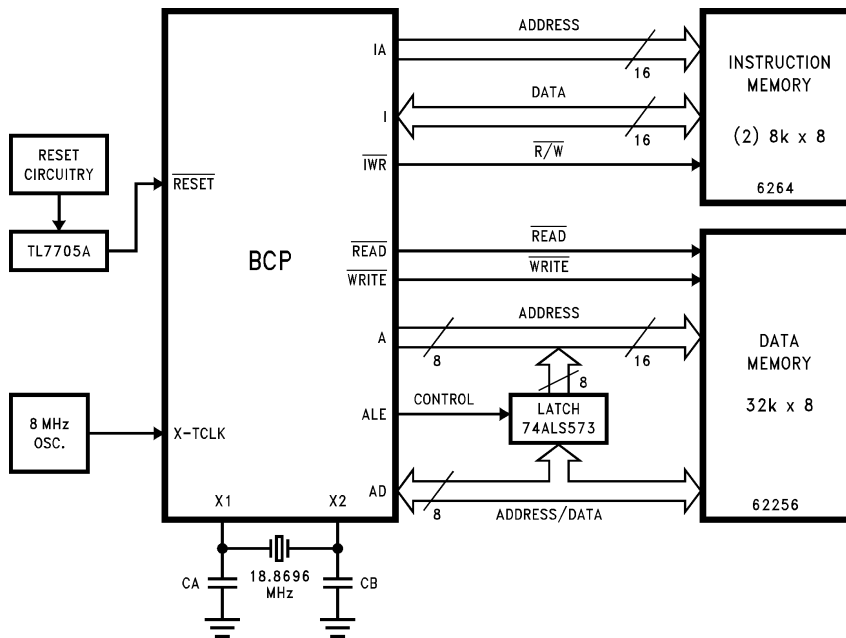 ADDRESS
IA
16
INSTRUCTION
MEMORY
(2) 8k x 8
6264
DATA
I
16
IWR
R/W
RESET
CIRCUITRY
RESET
TL7705A
BCP
READ
READ
WRITE
WRITE
ADDRESS
A
8
16
DATA
MEMORY
32k x 8
62256
8
ALE
CONTROL
LATCH
74ALS573
8 MHz
OSC.
X-TCLK
AD
8
ADDRESS/DATA
X1
X2
CA
18.8696
MHz
CB